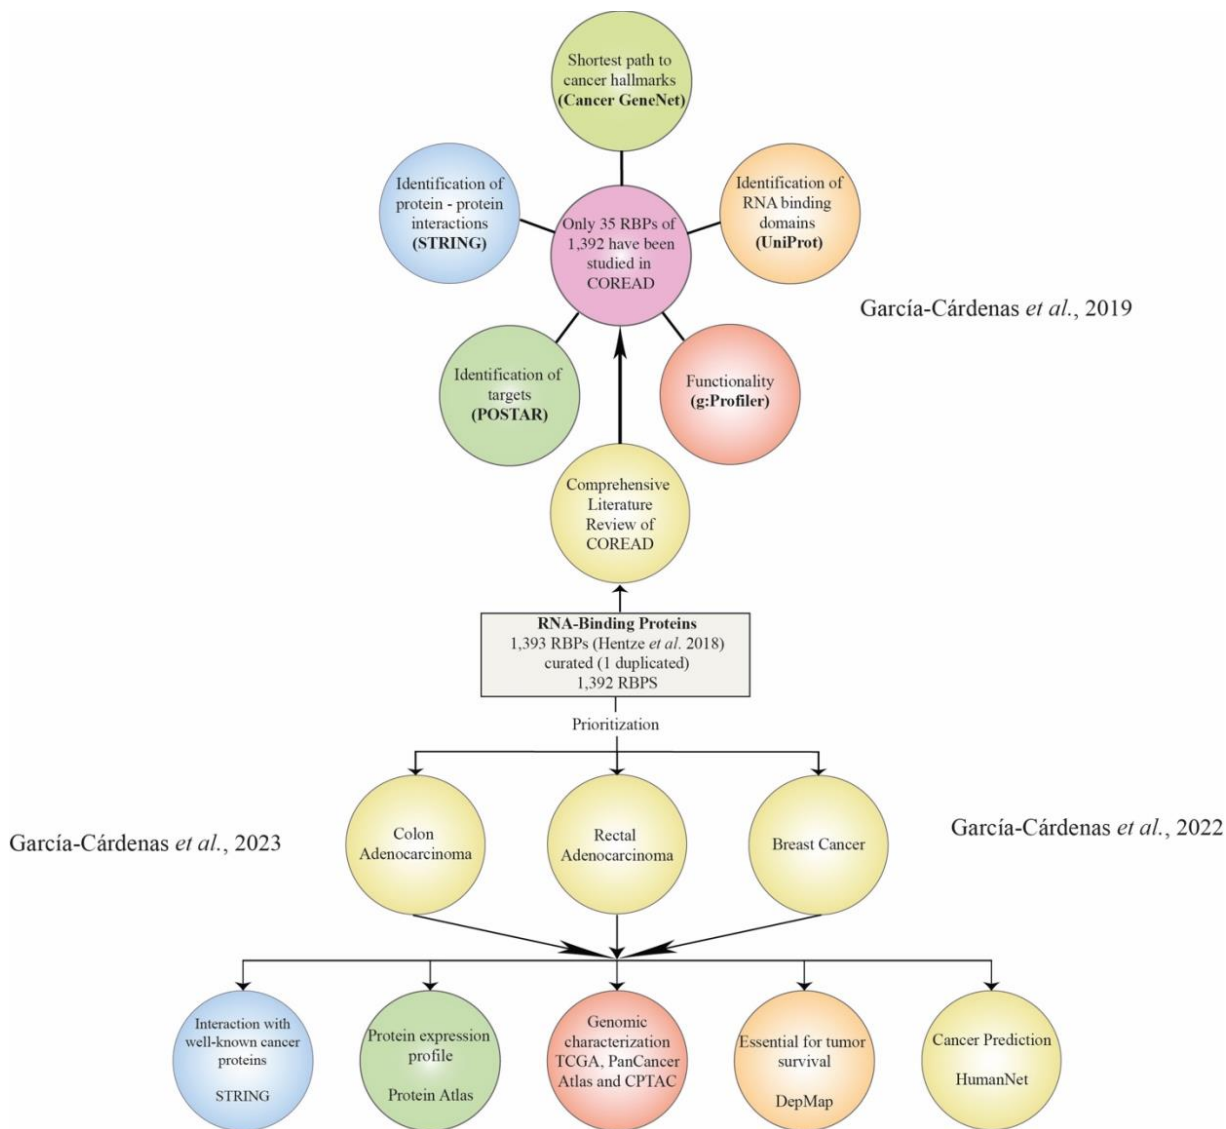 Shortest path to
cancer hallmarks
(Cancer GeneNet)
Identification of
protein - protein
interactions
(STRING)
Only 35 RBPs of
1,392 have been
studied in
COREAD
Identification of
RNA binding
domains
(UniProt)
García-Cárdenas et al., 2019
Identification of
targets
(POSTAR)
Functionality
(g:Profiler)
Comprehensive
Literature
Review of
COREAD
RNA-Binding Proteins
1,393 RBPs (Hentze et al. 2018)
curated (1 duplicated)
1,392 RBPS
Prioritization
García-Cárdenas et al., 2023
Colon
Adenocarcinoma
Rectal
Adenocarcinoma
Breast Cancer
García-Cárdenas et al., 2022
Interaction with
well-known cancer
proteins
STRING
Protein expression
profile
Protein Atlas
Genomic
characterization
TCGA, PanCancer
Atlas and CPTAC
Essential for tumor
survival
DepMap
Cancer Prediction
HumanNet